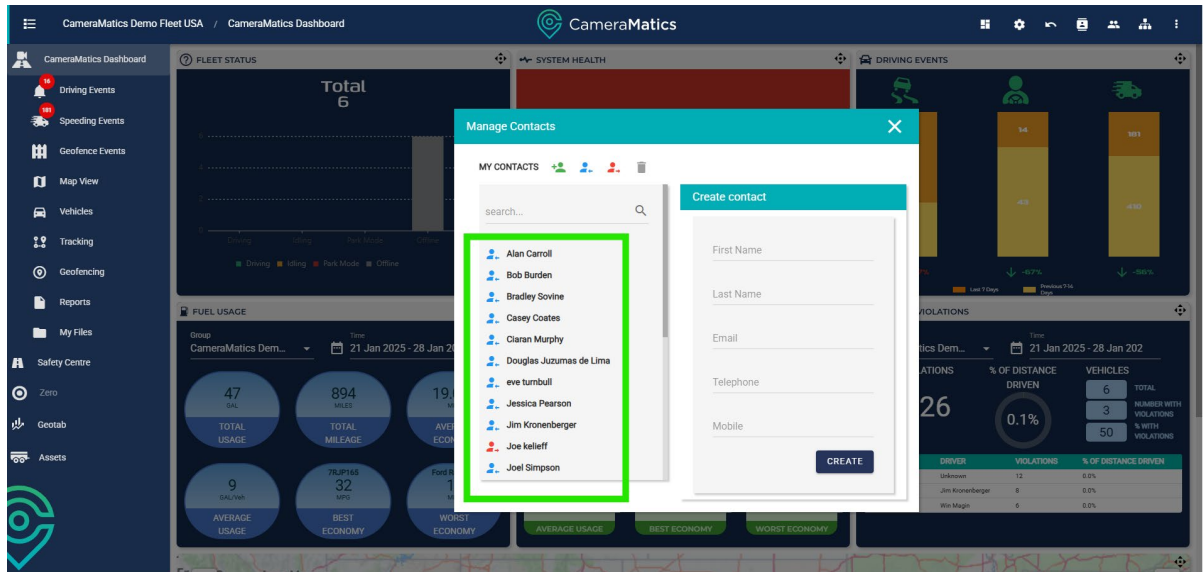 CameraMatics Demo Fleet USA / CameraMatics Dashboard
CameraMatics
CameraMatics Dashboard
16
Driving Events
181
Speeding Events
Geofence Events
Map View
Vehicles
Tracking
Geofencing
Reports
My Files
Safety Centre
Zero
Geotab
Assets
FLEET STATUS
Total
6
Driving Idling Park Mode Offline
Driving Idling Park Mode Offline
SYSTEM HEALTH
DRIVING EVENTS
14
181
43
-67%
Last 7 Days
Previous 7-14
Days
Manage Contacts
MY CONTACTS
search...
Alan Carroll
Bob Burden
Bradley Sovine
Casey Coates
Ciaran Murphy
Douglas Juzumas de Lima
eve turnbull
Jessica Pearson
Jim Kronenberger
Joe kelieff
Joel Simpson
Create contact
First Name
Last Name
Email
Telephone
Mobile
CREATE
FUEL USAGE
Group
CameraMatics Dem...
Time
21 Jan 2025 - 28 Jan 20
47
GAL
TOTAL
USAGE
894
MILES
TOTAL
MILEAGE
9
GAL/Veh
AVERAGE
USAGE
7RJP165
32
MPG
BEST
ECONOMY
Ford R
WORST
ECONOMY
AVERAGE USAGE
BEST ECONOMY
WORST ECONOMY
VIOLATIONS
tics Dem...
Time
21 Jan 2025 - 28 Jan 202
ATIONS
26
% OF DISTANCE
DRIVEN
0.1%
VEHICLES
6 TOTAL
3 NUMBER WITH
VIOLATIONS
50 % WITH
VIOLATIONS
DRIVER VIOLATIONS % OF DISTANCE DRIVEN
Unknown 12 0.0%
Jim Kronenberger 8 0.0%
Win Magin 6 0.0%